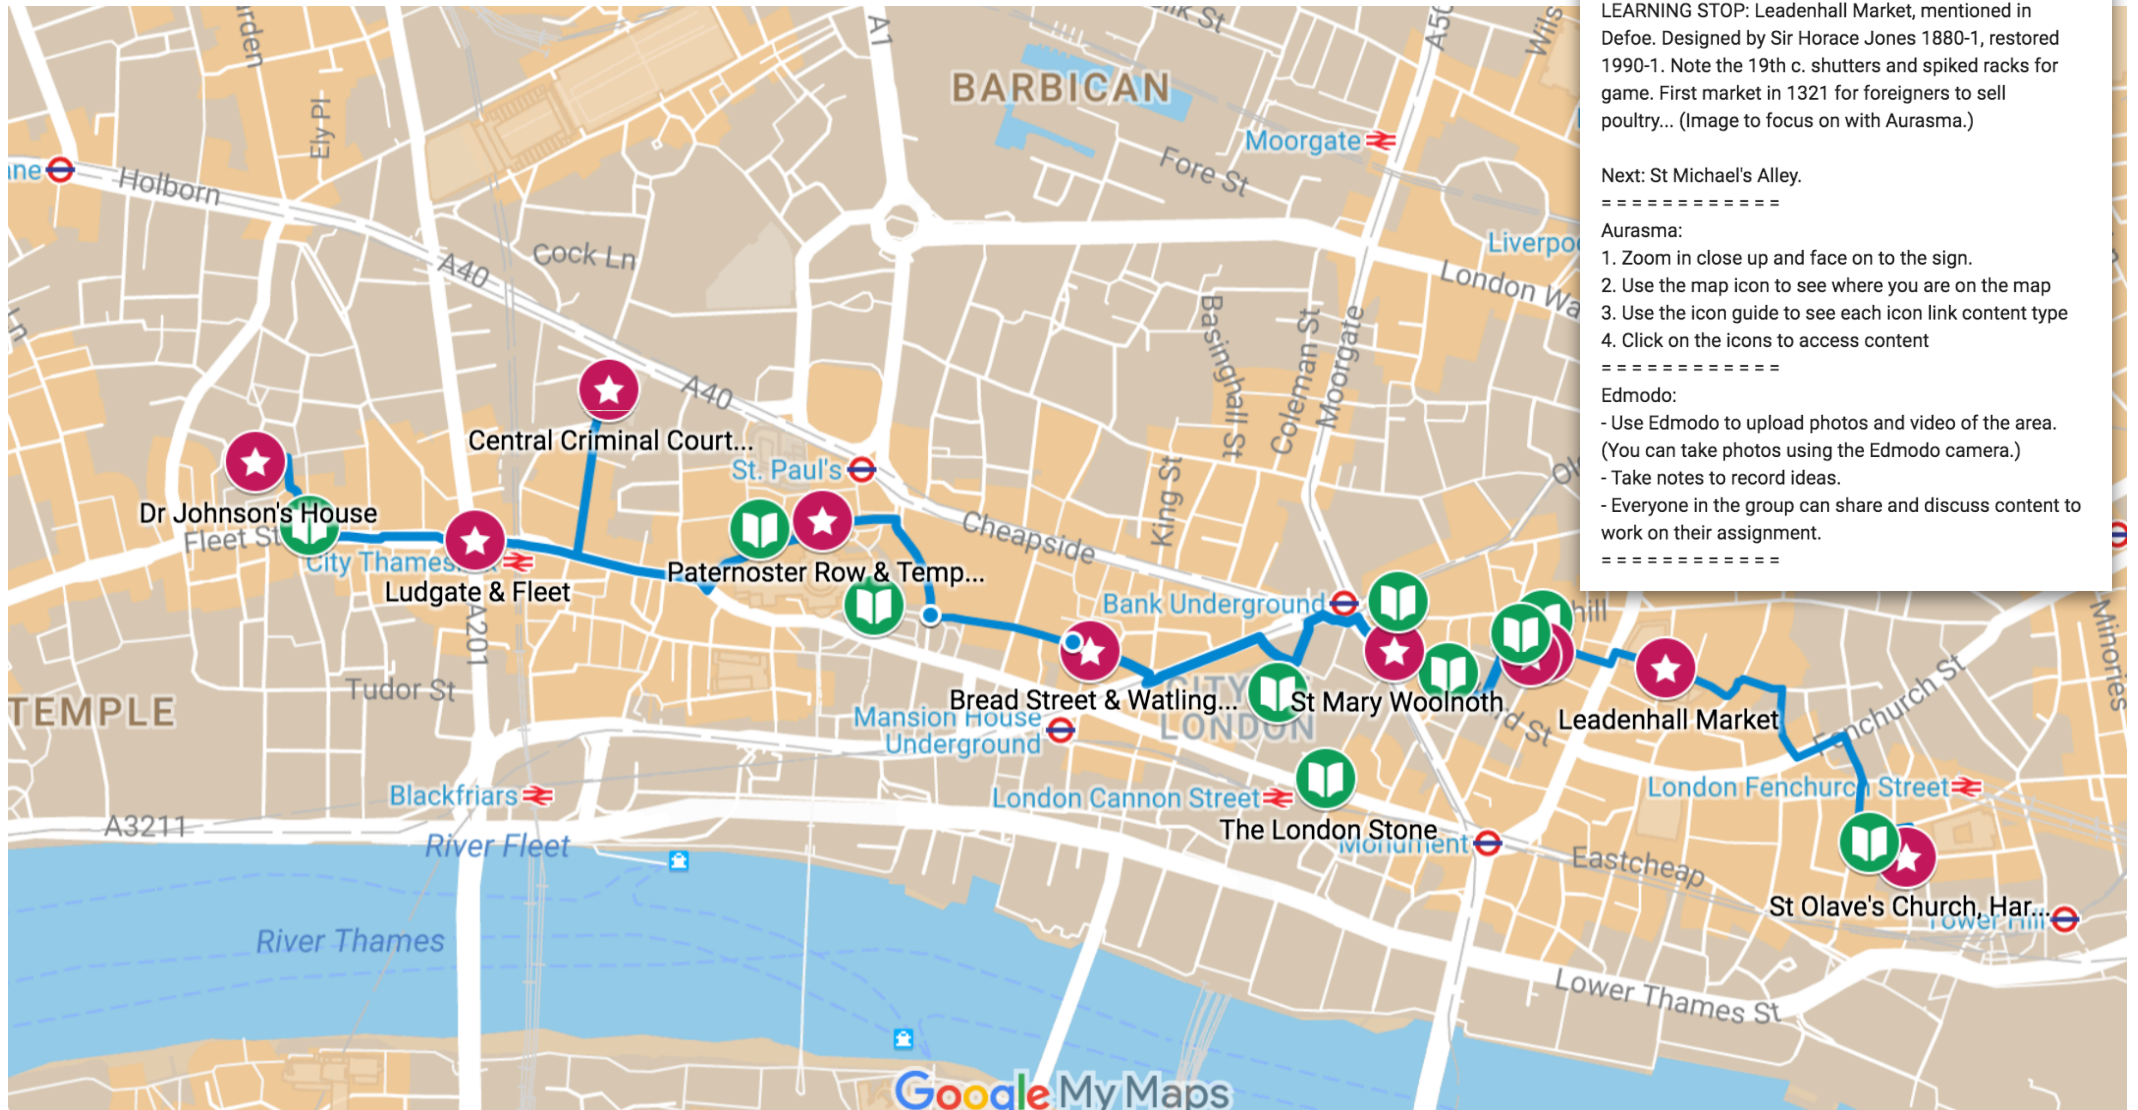 LEARNING STOP: Leadenhall Market, mentioned in
Defoe. Designed by Sir Horace Jones 1880-1, restored
1990-1. Note the 19th c. shutters and spiked racks for
game. First market in 1321 for foreigners to sell
poultry... (Image to focus on with Aurasma.)
Next: St Michael's Alley.
= = = = = = = = = = = =
Aurasma:
1. Zoom in close up and face on to the sign.
2. Use the map icon to see where you are on the map
3. Use the icon guide to see each icon link content type
4. Click on the icons to access content
= = = = = = = = = = = =
Edmodo:
- Use Edmodo to upload photos and video of the area.
(You can take photos using the Edmodo camera.)
- Take notes to record ideas.
- Everyone in the group can share and discuss content to
work on their assignment.
= = = = = = = = = = = =
A1
BARBICAN
Moorgate
Ely Pl
Fore St
Holborn
Cock Ln
A40
London Wa
Basinghall St
Coleman St
Moorgate
A40
Central Criminal Court...
St. Paul's
King St
Cheapside
Dr Johnson's House
Fleet St
City Thames
Ludgate & Fleet
Paternoster Row & Temp...
Bank Underground
hill
Minories
A201
Tudor St
TEMPLE
Bread Street & Watling...
CITY
LONDON
St Mary Woolnoth
Mansion House
Underground
Leadenhall Market
Fenchurch St
London Fenchurch Street
Blackfriars
London Cannon Street
The London Stone
Monument
A3211
River Fleet
Eastcheap
St Olave's Church, Har...
Tower Hill
River Thames
Lower Thames St
Google My Maps